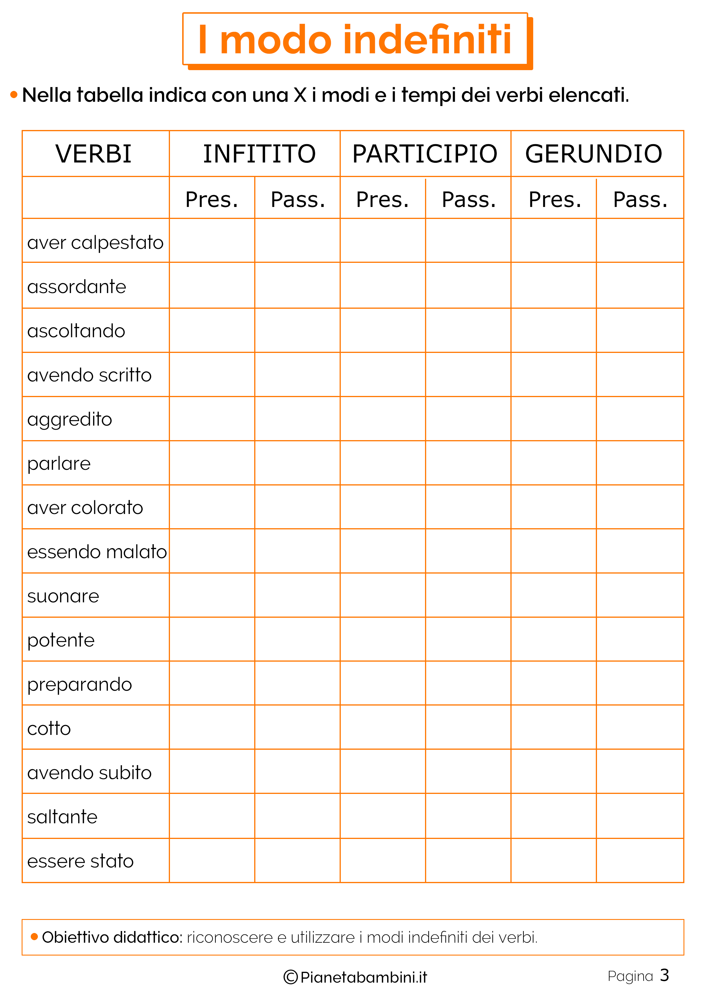 I modo indefiniti
Nella tabella indica con una X i modi e i tempi dei verbi elencati.
VERBI INFITITO PARTICIPIO GERUNDIO
Pres. Pass. Pres. Pass. Pres. Pass.
aver calpestato
assordante
ascoltando
avendo scritto
aggredito
parlare
aver colorato
essendo malato
suonare
potente
preparando
cotto
avendo subito
saltante
essere stato
Obiettivo didattico: riconoscere e utilizzare i modi indefiniti dei verbi.
©Pianetabambini.it
Pagina 3